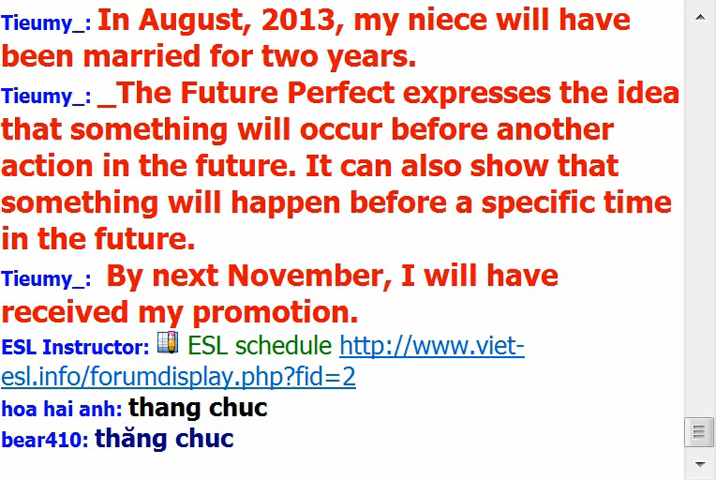 Tieumy_: In August, 2013, my niece will have
been married for two years.
Tieumy_: _The Future Perfect expresses the idea
that something will occur before another
action in the future. It can also show that
something will happen before a specific time
in the future.
Tieumy_: By next November, I will have
received my promotion.
ESL Instructor: ESL schedule http://www.viet-
esl.info/forumdisplay.php?fid=2
hoa hai anh: thang chuc
bear410: thăng chuc